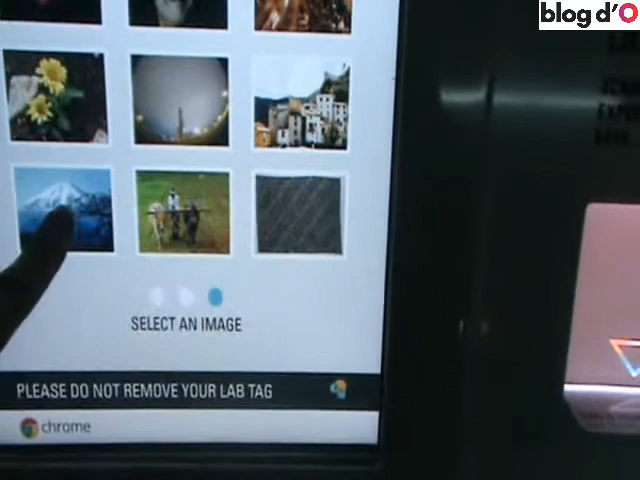 blog d'O
SELECT AN IMAGE
PLEASE DO NOT REMOVE YOUR LAB TAG
chrome